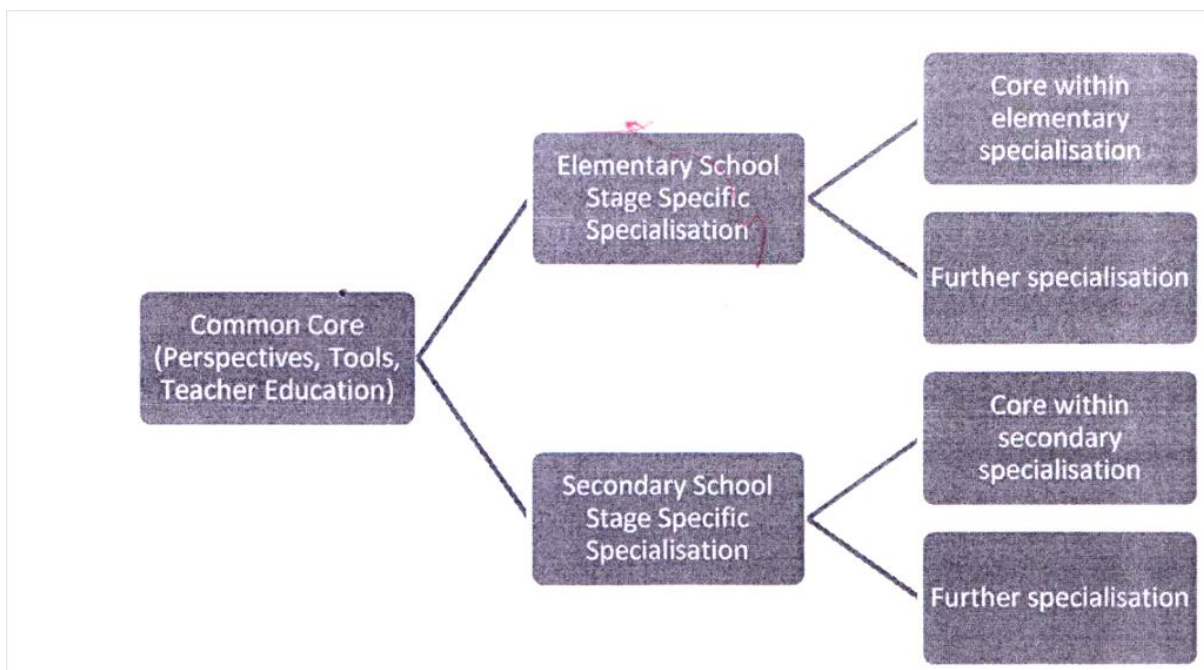 Common Core
(Perspectives, Tools,
Teacher Education)
Elementary School
Stage Specific
Specialisation
Core within
elementary
specialisation
Further specialisation
Secondary School
Stage Specific
Specialisation
Core within
secondary
specialisation
Further specialisation